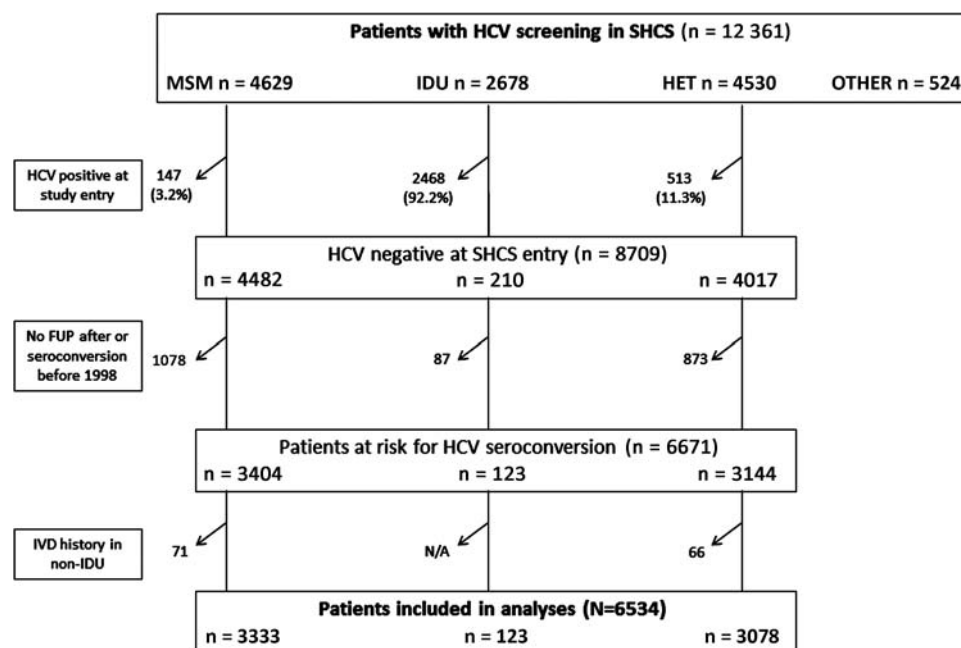 Patients with HCV screening in SHCS (n = 12 361)
MSM n = 4629 IDU n = 2678 HET n = 4530 OTHER n = 524
HCV positive at
study entry
147
(3.2%)
2468
(92.2%)
513
(11.3%)
HCV negative at SHCS entry (n = 8709)
n = 4482 n = 210 n = 4017
No FUP after or
seroconversion
before 1998
1078 87 873
Patients at risk for HCV seroconversion (n = 6671)
n = 3404 n = 123 n = 3144
IVD history in
non-IDU
71 N/A 66
Patients included in analyses (N=6534)
n = 3333 n = 123 n = 3078